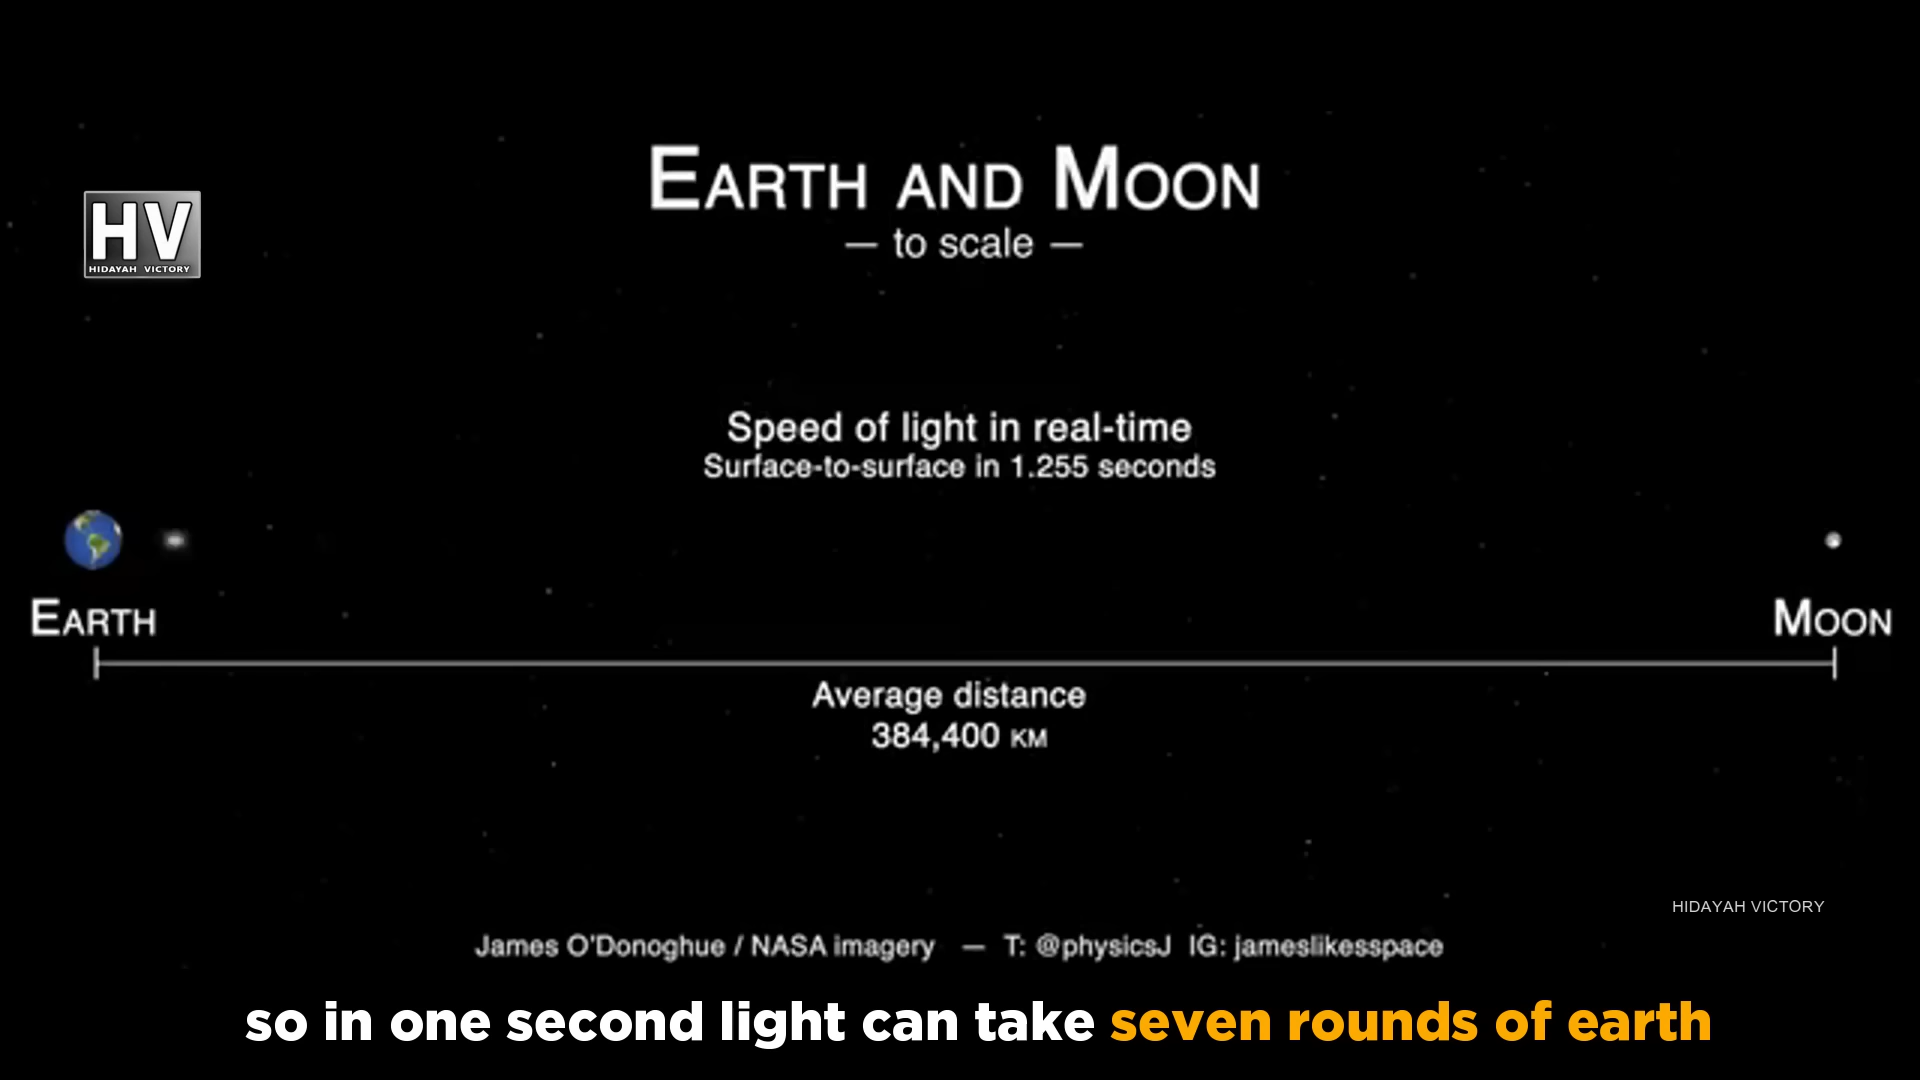 EARTH AND MOON
— to scale —
HV
HIDAYAH VICTORY
Speed of light in real-time
Surface-to-surface in 1.255 seconds
EARTH
MOON
Average distance
384,400 KM
HIDAYAH VICTORY
James O'Donoghue / NASA imagery — T: @physicsJ IG: jameslikesspace
so in one second light can take seven rounds of earth